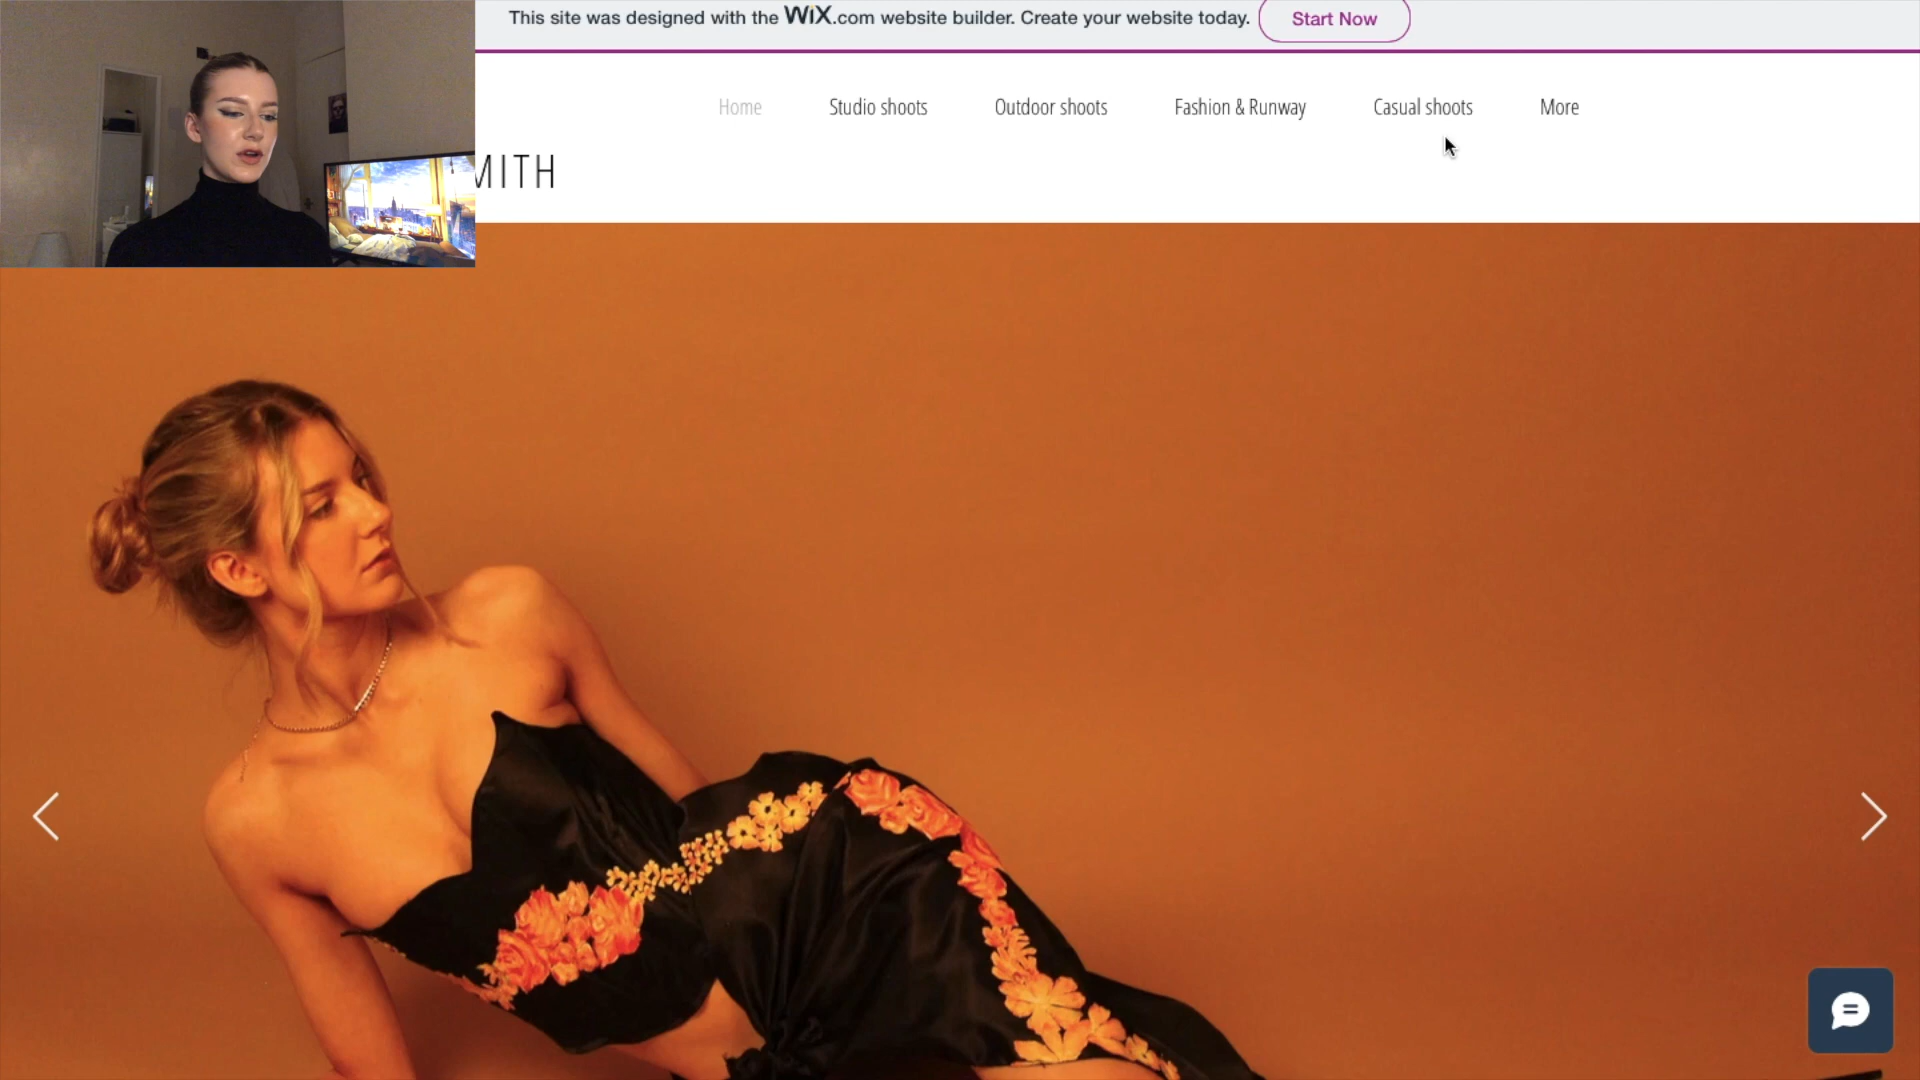 This site was designed with the WiX.com website builder. Create your website today. Start Now
Home Studio shoots Outdoor shoots Fashion & Runway Casual shoots More
MITH